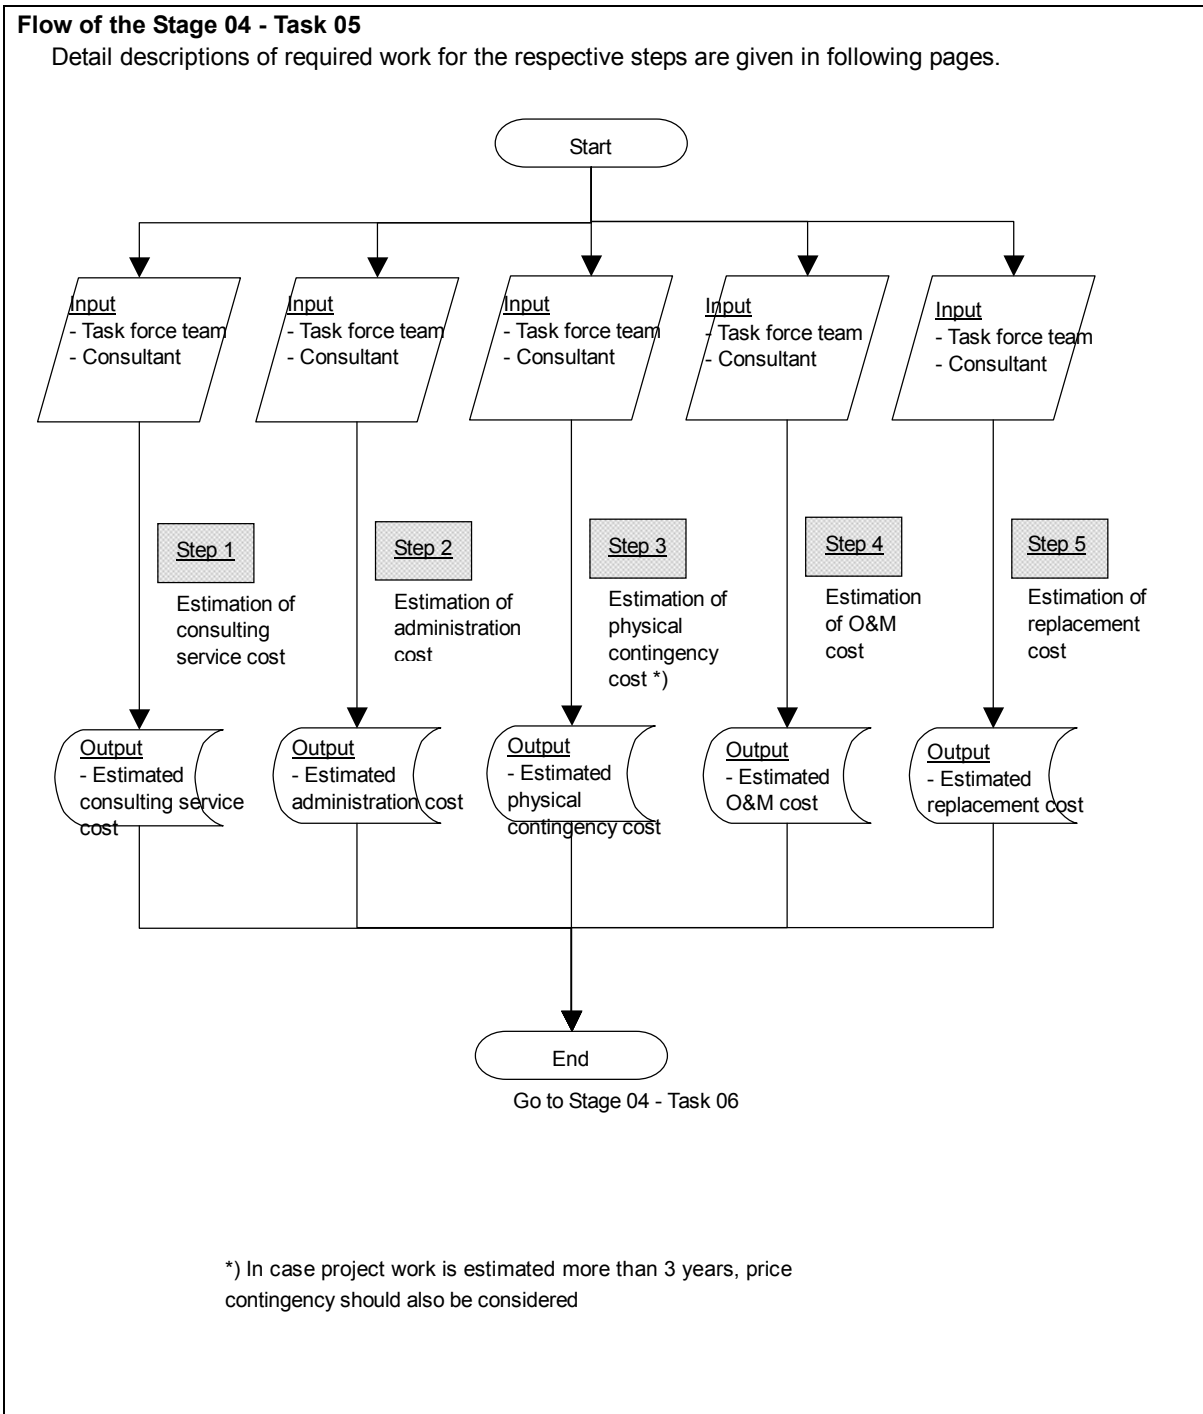 Flow of the Stage 04 - Task 05
Detail descriptions of required work for the respective steps are given in following pages.
Start
Input
- Task force team
- Consultant
Input
- Task force team
- Consultant
Input
- Task force team
- Consultant
Input
- Task force team
- Consultant
Input
- Task force team
- Consultant
Step 1
Estimation of
consulting
service cost
Step 2
Estimation of
administration
cost
Step 3
Estimation of
physical
contingency
cost *)
Step 4
Estimation
of O&M
cost
Step 5
Estimation of
replacement
cost
Output
- Estimated
consulting service
cost
Output
- Estimated
administration cost
Output
- Estimated
physical
contingency cost
Output
- Estimated
O&M cost
Output
- Estimated
replacement cost
End
Go to Stage 04 - Task 06
*) In case project work is estimated more than 3 years, price
contingency should also be considered